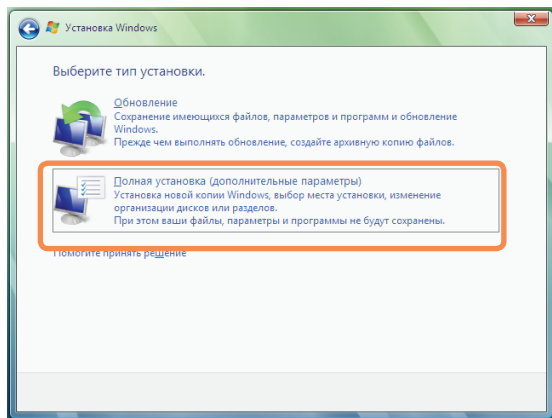 Установка Windows
Выберите тип установки.
Обновление
Сохранение имеющихся файлов, параметров и программ и обновление
Windows.
Прежде чем выполнять обновление, создайте архивную копию файлов.
Полная установка (дополнительные параметры)
Установка новой копии Windows, выбор места установки, изменение
организации дисков или разделов.
При этом ваши файлы, параметры и программы не будут сохранены.
Помогите принять решение